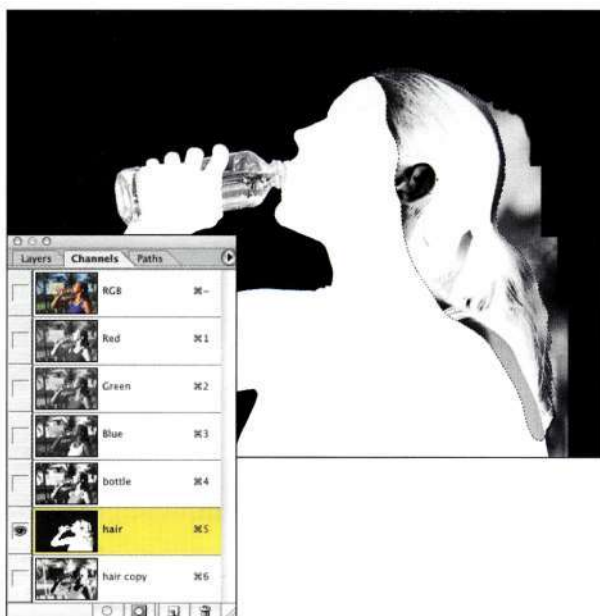 Layers Channels Paths
RGB ⌘~
Red ⌘1
Green ⌘2
Blue ⌘3
bottle ⌘4
hair ⌘5
hair copy ⌘6